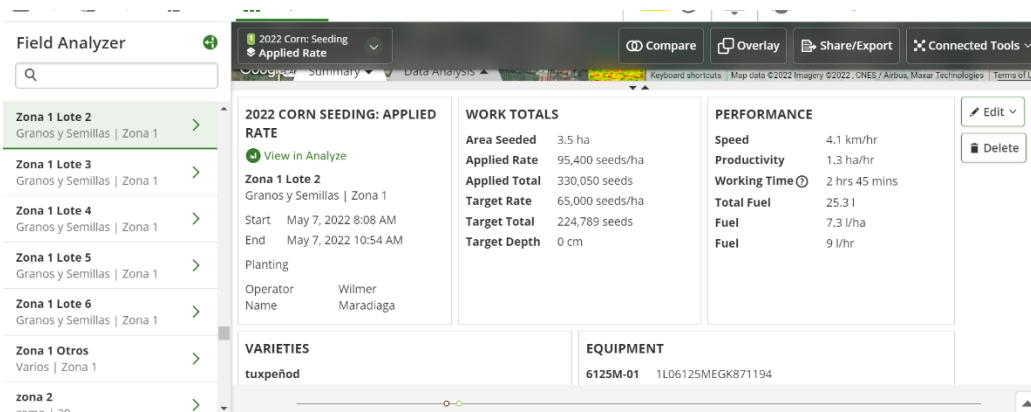 Field Analyzer
Zona 1 Lote 2
Granos y Semillas | Zona 1
Zona 1 Lote 3
Granos y Semillas | Zona 1
Zona 1 Lote 4
Granos y Semillas | Zona 1
Zona 1 Lote 5
Granos y Semillas | Zona 1
Zona 1 Lote 6
Granos y Semillas | Zona 1
Zona 1 Otros
Varios | Zona 1
zona 2
1 2022 Corn: Seeding
Applied Rate
Compare
Overlay
Share/Export
Connected Tools
Google
Summary
Data Analysis
Keyboard shortcuts
Map data ©2022 Imagery ©2022 , CNES / Airbus, Maxar Technologies
Terms of
2022 CORN SEEDING: APPLIED
RATE
View in Analyze
Zona 1 Lote 2
Granos y Semillas | Zona 1
Start May 7, 2022 8:08 AM
End May 7, 2022 10:54 AM
Planting
Operator Wilmer
Name Maradiaga
WORK TOTALS
Area Seeded 3.5 ha
Applied Rate 95,400 seeds/ha
Applied Total 330,050 seeds
Target Rate 65,000 seeds/ha
Target Total 224,789 seeds
Target Depth 0 cm
PERFORMANCE
Speed 4.1 km/hr
Productivity 1.3 ha/hr
Working Time 2 hrs 45 mins
Total Fuel 25.3 l
Fuel 7.3 l/ha
Fuel 9 l/hr
Edit
Delete
VARIETIES
tuxpeñod
EQUIPMENT
6125M-01 1L06125MEGK871194